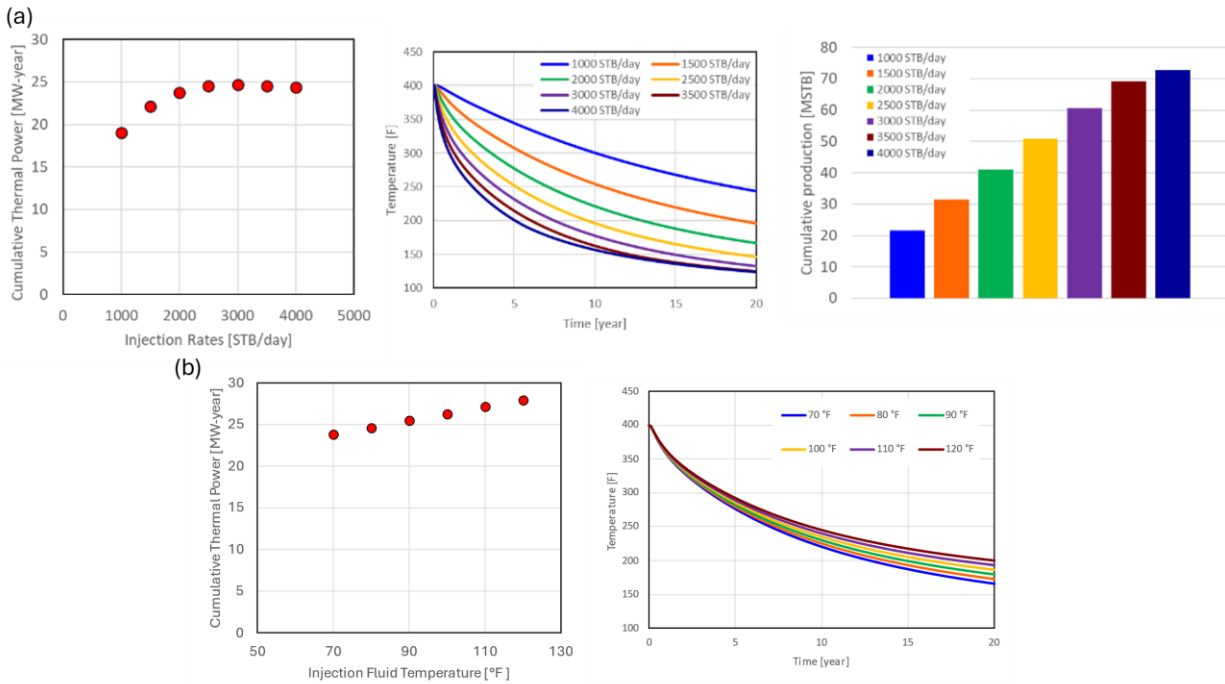 (a)
Cumulative Thermal Power [MW-year]
30
25
20
15
10
5
0
0 1000 2000 3000 4000 5000
Injection Rates [STB/day]
Temperature [F]
450
400
350
300
250
200
150
100
1000 STB/day 1500 STB/day
2000 STB/day 2500 STB/day
3000 STB/day 3500 STB/day
4000 STB/day
0 5 10 15 20
Time [year]
Cumulative production [MSTB]
80
70
60
50
40
30
20
10
0
1000 STB/day
1500 STB/day
2000 STB/day
2500 STB/day
3000 STB/day
3500 STB/day
4000 STB/day
(b)
Cumulative Thermal Power [MW-year]
30
25
20
15
10
5
0
50 70 90 110 130
Injection Fluid Temperature [°F]
Temperature [F]
450
400
350
300
250
200
150
100
70 °F 80 °F 90 °F
100 °F 110 °F 120 °F
0 5 10 15 20
Time [year]